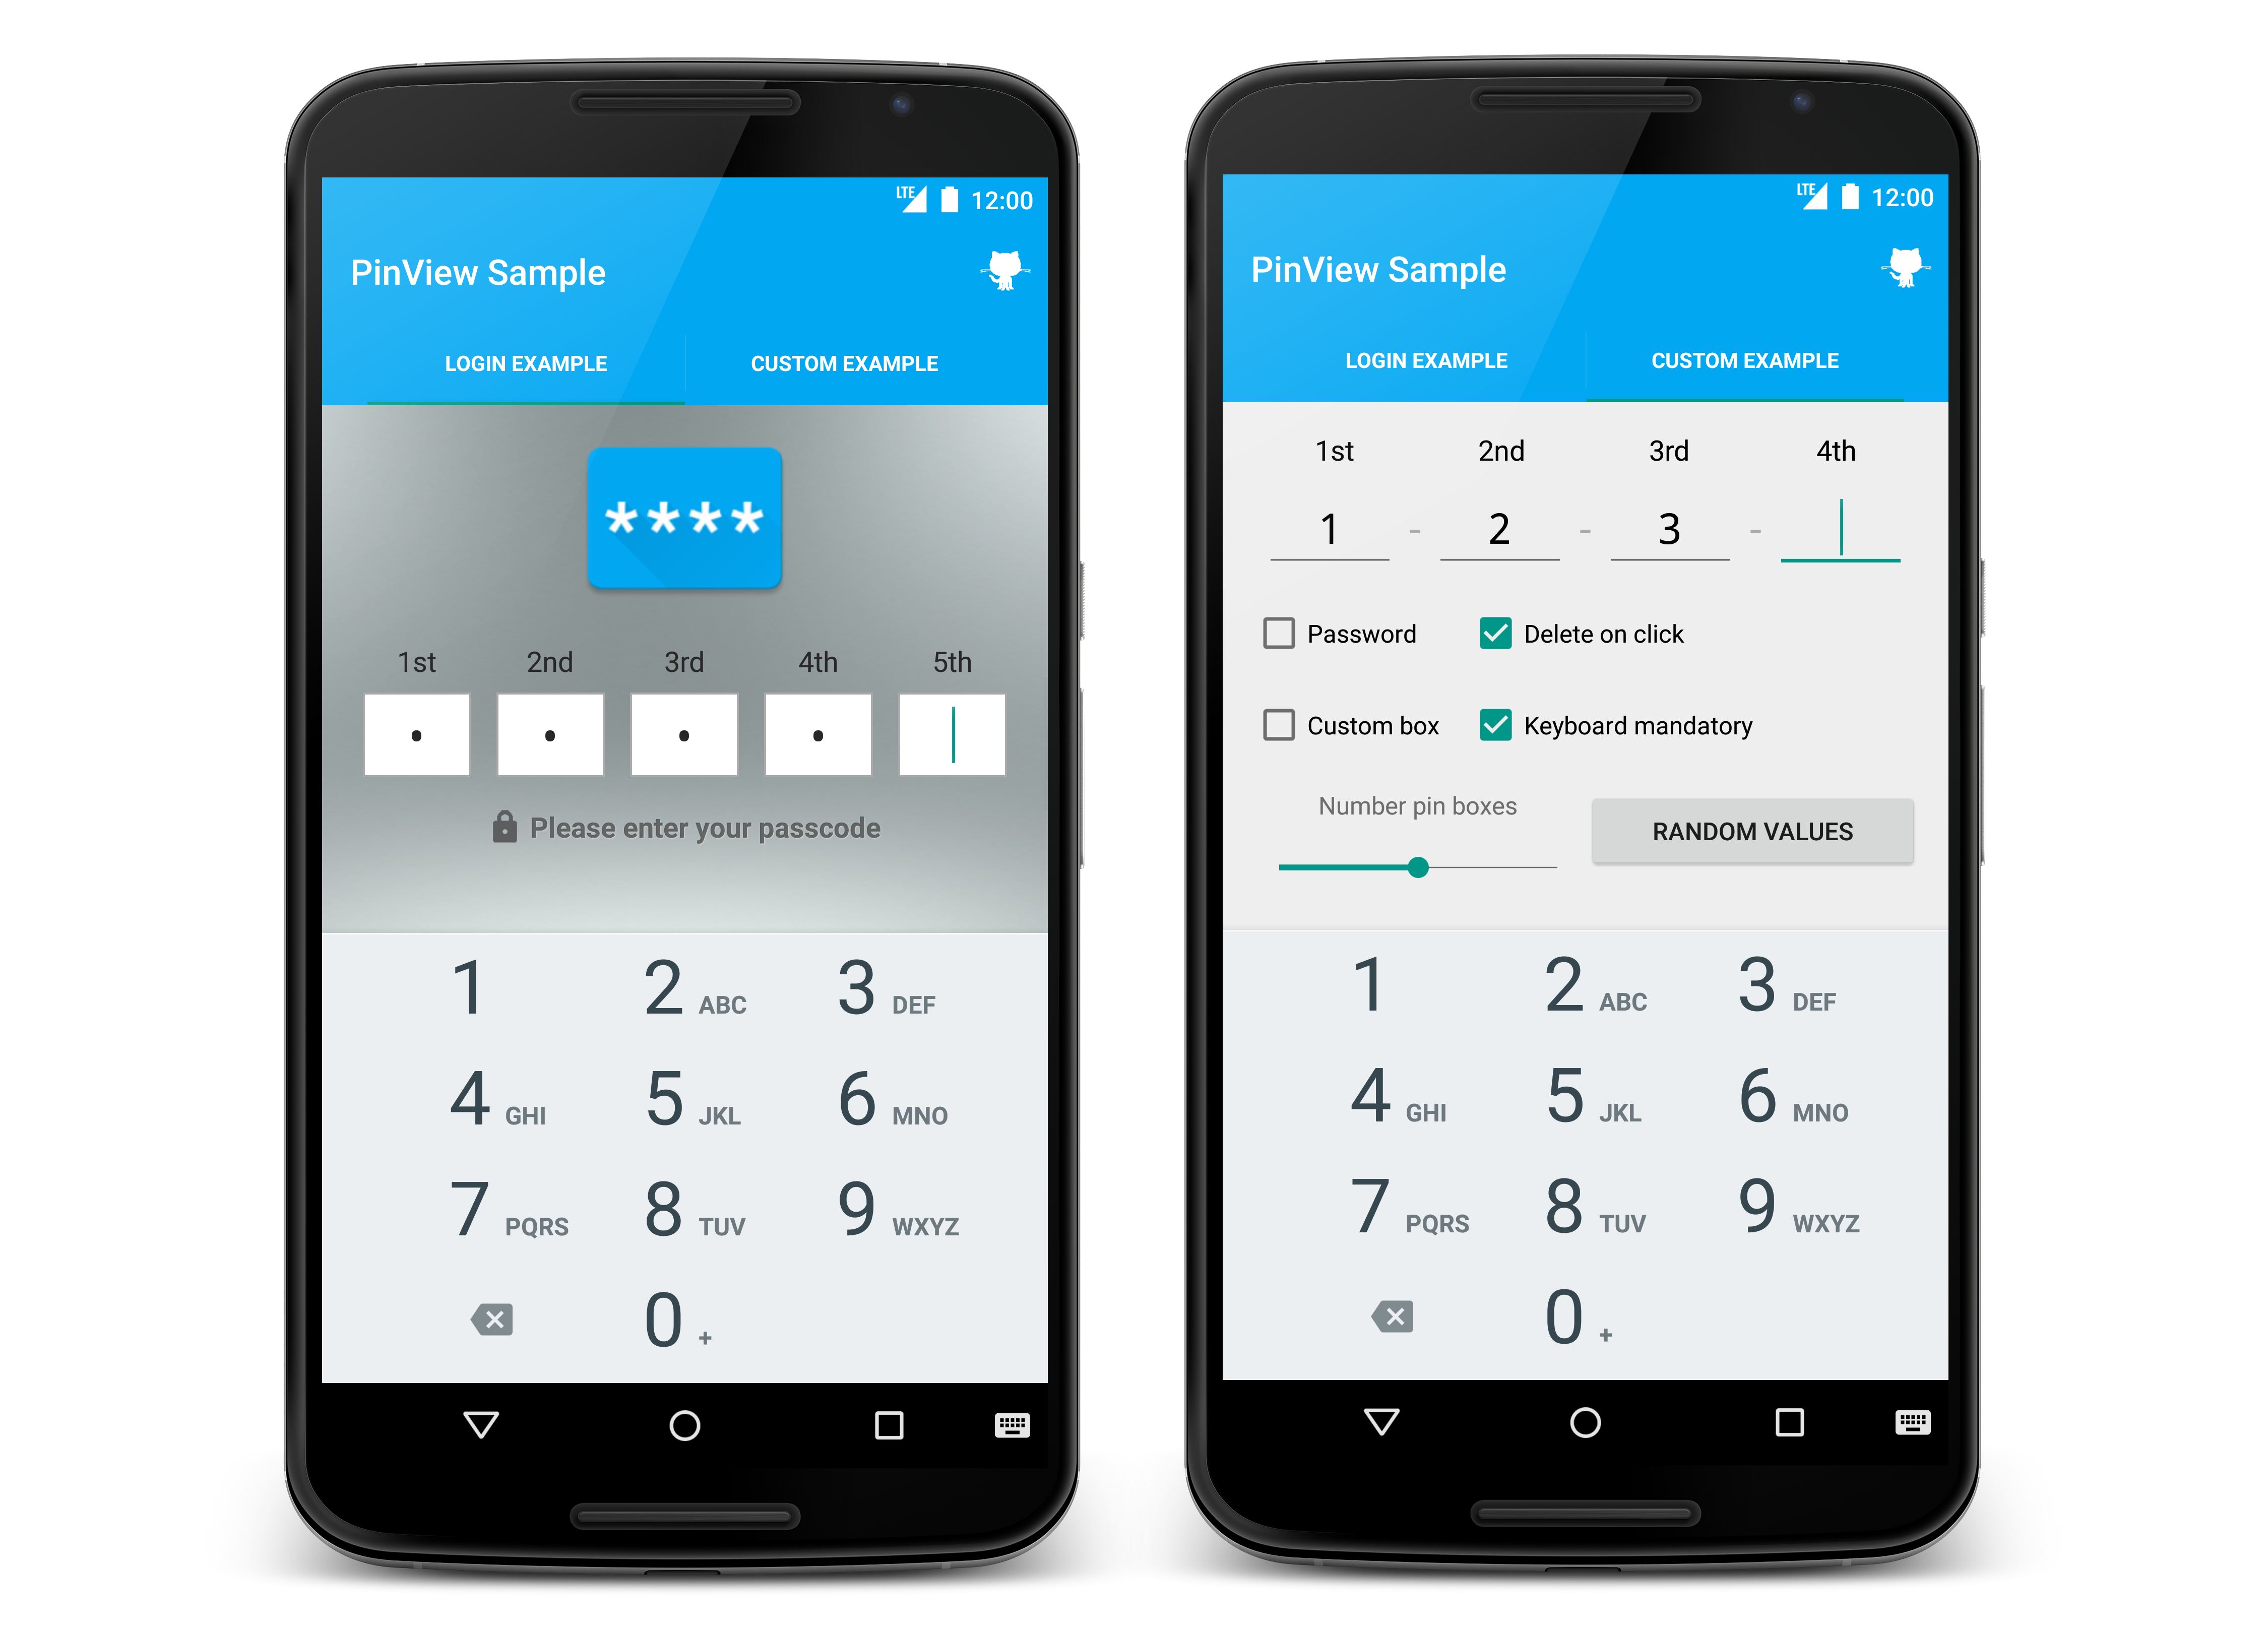 LTE 12:00
PinView Sample
LOGIN EXAMPLE CUSTOM EXAMPLE
****
1st 2nd 3rd 4th 5th
• • • •
Please enter your passcode
1 2 ABC 3 DEF
4 GHI 5 JKL 6 MNO
7 PQRS 8 TUV 9 WXYZ
0 +
LTE 12:00
PinView Sample
LOGIN EXAMPLE CUSTOM EXAMPLE
1st 2nd 3rd 4th
1 - 2 - 3 -
Password Delete on click
Custom box Keyboard mandatory
Number pin boxes
RANDOM VALUES
1 2 ABC 3 DEF
4 GHI 5 JKL 6 MNO
7 PQRS 8 TUV 9 WXYZ
0 +